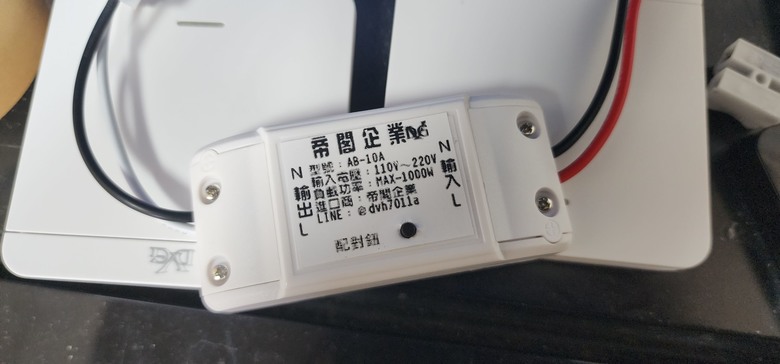 帝閣企業
型號：AB-10A
輸入電壓：110V～220V
負載功率：MAX-1000W
進口商：帝閣企業
LINE：@dvh7011a
配對鈕
N
輸出
L
N
輸入
L